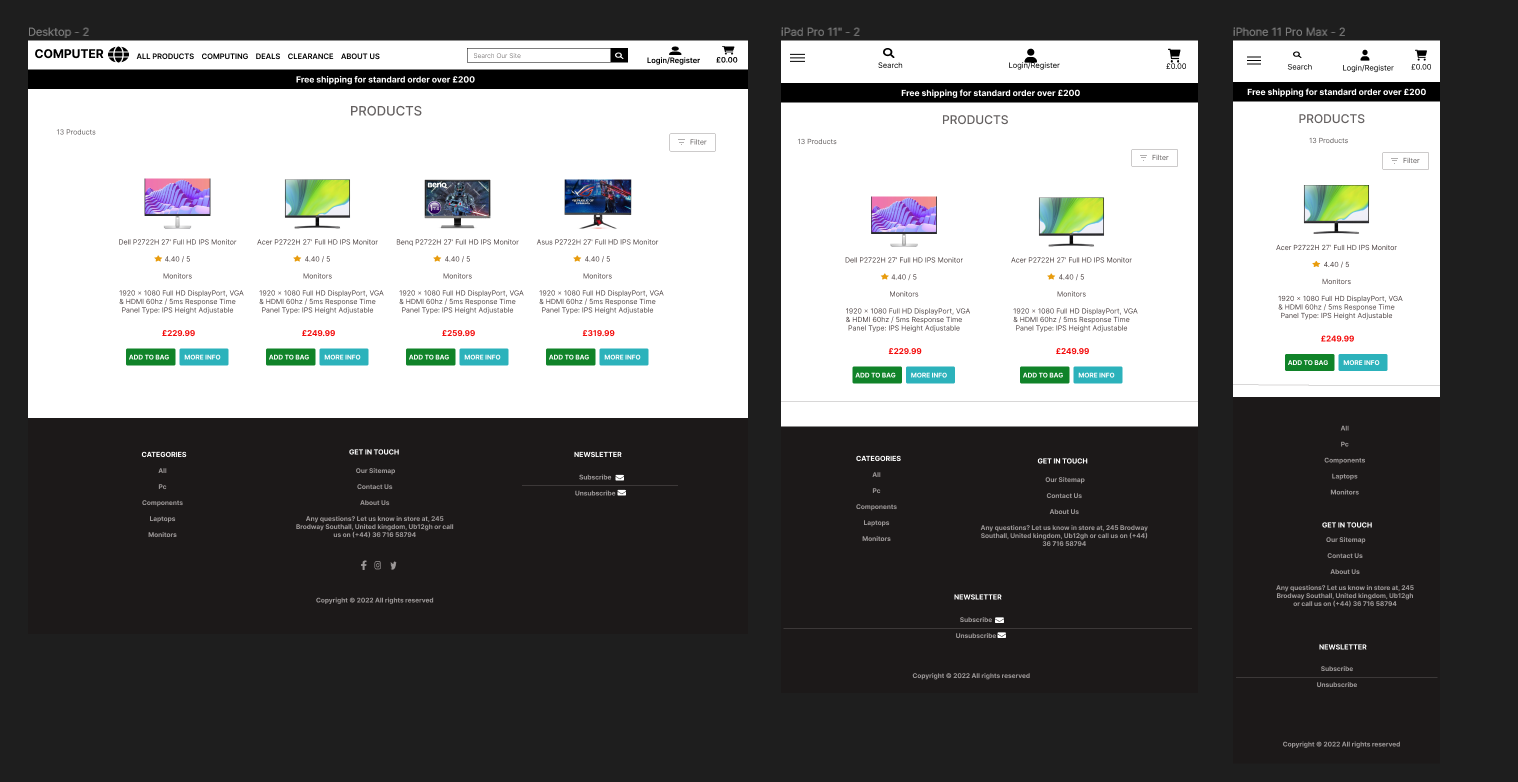 Desktop - 2
COMPUTER
ALL PRODUCTS COMPUTING DEALS CLEARANCE ABOUT US
Search Our Site
Login/Register
£0.00
Free shipping for standard order over £200
PRODUCTS
13 Products
Filter
Dell P2722H 27' Full HD IPS Monitor
4.40 / 5
Monitors
1920 x 1080 Full HD DisplayPort, VGA
& HDMI 60hz / 5ms Response Time
Panel Type: IPS Height Adjustable
£229.99
ADD TO BAG MORE INFO
Acer P2722H 27' Full HD IPS Monitor
4.40 / 5
Monitors
1920 x 1080 Full HD DisplayPort, VGA
& HDMI 60hz / 5ms Response Time
Panel Type: IPS Height Adjustable
£249.99
ADD TO BAG MORE INFO
BenQ
Benq P2722H 27' Full HD IPS Monitor
4.40 / 5
Monitors
1920 x 1080 Full HD DisplayPort, VGA
& HDMI 60hz / 5ms Response Time
Panel Type: IPS Height Adjustable
£259.99
ADD TO BAG MORE INFO
Asus P2722H 27' Full HD IPS Monitor
4.40 / 5
Monitors
1920 x 1080 Full HD DisplayPort, VGA
& HDMI 60hz / 5ms Response Time
Panel Type: IPS Height Adjustable
£319.99
ADD TO BAG MORE INFO
CATEGORIES
All
Pc
Components
Laptops
Monitors
GET IN TOUCH
Our Sitemap
Contact Us
About Us
Any questions? Let us know in store at, 245
Brodway Southall, United kingdom, Ub12gh or call
us on (+44) 36 716 58794
NEWSLETTER
Subscribe
Unsubscribe
Copyright © 2022 All rights reserved
iPad Pro 11" - 2
Search
Login/Register
£0.00
Free shipping for standard order over £200
PRODUCTS
13 Products
Filter
Dell P2722H 27' Full HD IPS Monitor
4.40 / 5
Monitors
1920 x 1080 Full HD DisplayPort, VGA
& HDMI 60hz / 5ms Response Time
Panel Type: IPS Height Adjustable
£229.99
ADD TO BAG MORE INFO
Acer P2722H 27' Full HD IPS Monitor
4.40 / 5
Monitors
1920 x 1080 Full HD DisplayPort, VGA
& HDMI 60hz / 5ms Response Time
Panel Type: IPS Height Adjustable
£249.99
ADD TO BAG MORE INFO
CATEGORIES
All
Pc
Components
Laptops
Monitors
GET IN TOUCH
Our Sitemap
Contact Us
About Us
Any questions? Let us know in store at, 245 Brodway
Southall, United kingdom, Ub12gh or call us on (+44)
36 716 58794
NEWSLETTER
Subscribe
Unsubscribe
Copyright © 2022 All rights reserved
iPhone 11 Pro Max - 2
Search
Login/Register
£0.00
Free shipping for standard order over £200
PRODUCTS
13 Products
Filter
Acer P2722H 27' Full HD IPS Monitor
4.40 / 5
Monitors
1920 x 1080 Full HD DisplayPort, VGA
& HDMI 60hz / 5ms Response Time
Panel Type: IPS Height Adjustable
£249.99
ADD TO BAG MORE INFO
All
Pc
Components
Laptops
Monitors
GET IN TOUCH
Our Sitemap
Contact Us
About Us
Any questions? Let us know in store at, 245
Brodway Southall, United kingdom, Ub12gh
or call us on (+44) 36 716 58794
NEWSLETTER
Subscribe
Unsubscribe
Copyright © 2022 All rights reserved